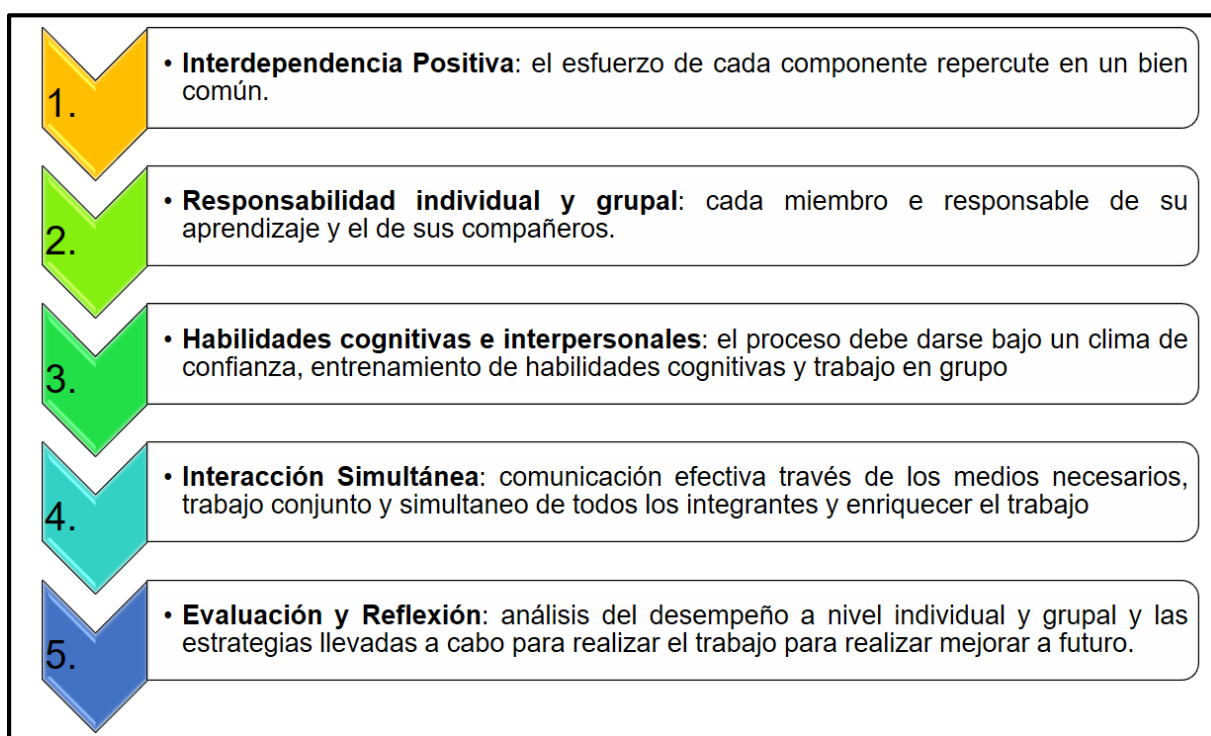 1.
• Interdependencia Positiva: el esfuerzo de cada componente repercute en un bien
común.
2.
• Responsabilidad individual y grupal: cada miembro e responsable de su
aprendizaje y el de sus compañeros.
3.
• Habilidades cognitivas e interpersonales: el proceso debe darse bajo un clima de
confianza, entrenamiento de habilidades cognitivas y trabajo en grupo
4.
• Interacción Simultánea: comunicación efectiva través de los medios necesarios,
trabajo conjunto y simultaneo de todos los integrantes y enriquecer el trabajo
5.
• Evaluación y Reflexión: análisis del desempeño a nivel individual y grupal y las
estrategias llevadas a cabo para realizar el trabajo para realizar mejorar a futuro.